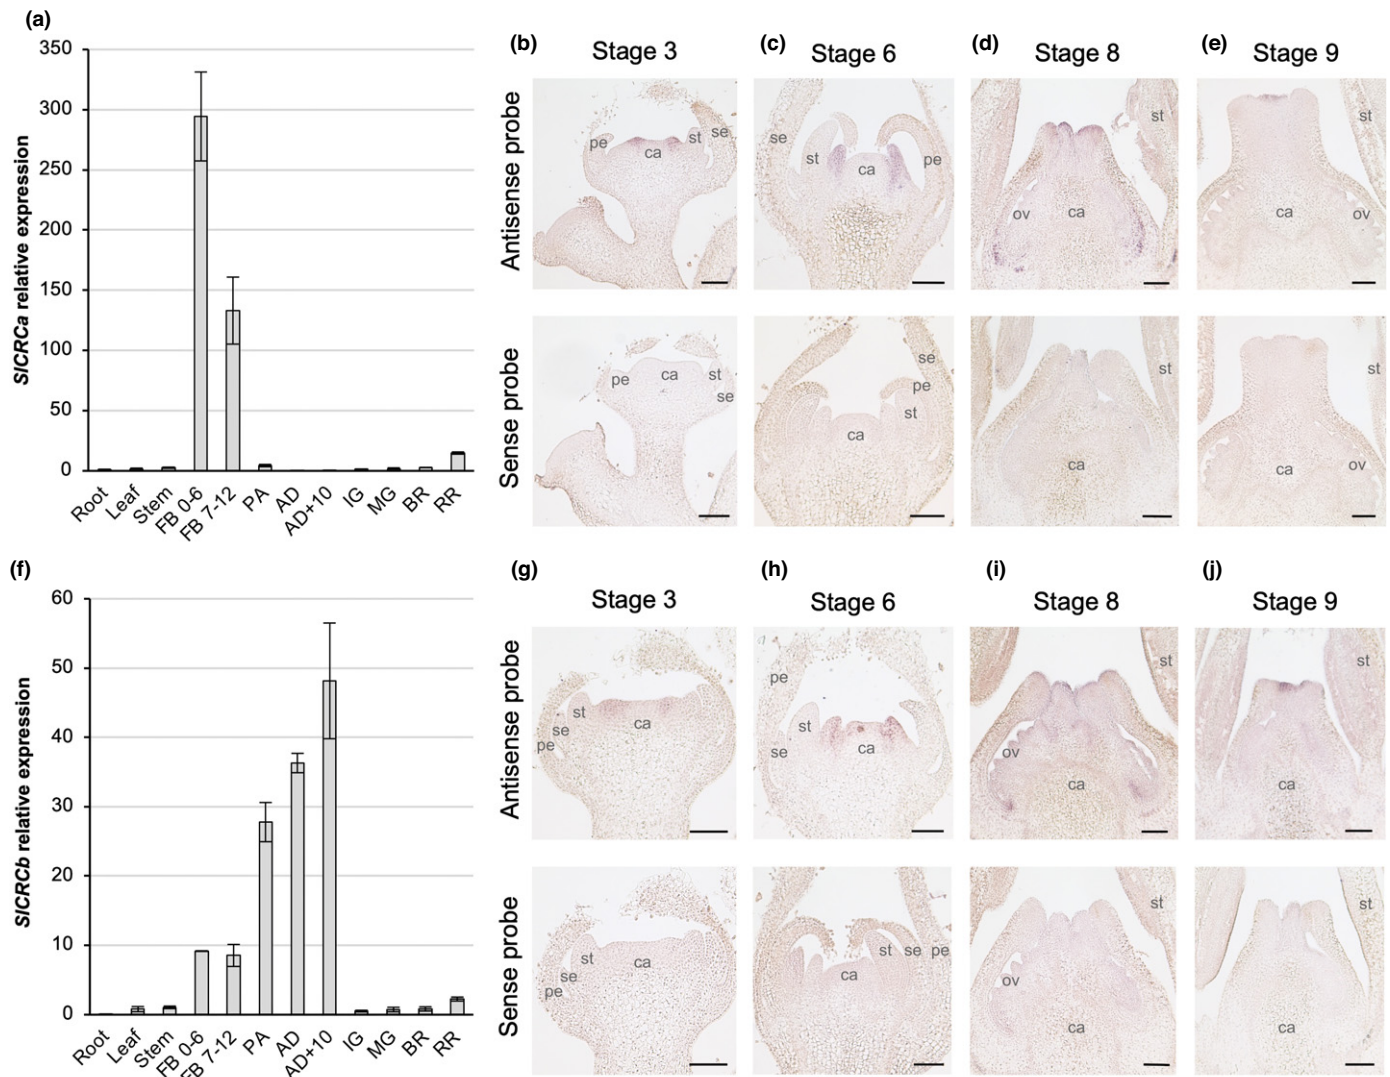 (a)
SlCRCa relative expression
350
300
250
200
150
100
50
0
Root
Leaf
Stem
FB 0-6
FB 7-12
PA
AD
AD+10
IG
MG
BR
RR
(b)
Stage 3
(c)
Stage 6
(d)
Stage 8
(e)
Stage 9
Antisense probe
pe
ca
st
se
se
st
ca
pe
ov
ca
st
ca
ov
Sense probe
pe
ca
st
se
se
pe
st
ca
st
ca
st
ca
ov
(f)
SlCRCb relative expression
60
50
40
30
20
10
0
Root
Leaf
Stem
FB 0-6
FB 7-12
PA
AD
AD+10
IG
MG
BR
RR
(g)
Stage 3
(h)
Stage 6
(i)
Stage 8
(j)
Stage 9
Antisense probe
st
se
pe
ca
pe
st
se
ca
st
ov
ca
st
ca
Sense probe
st
se
pe
ca
st
se
pe
ca
st
ov
ca
st
ca